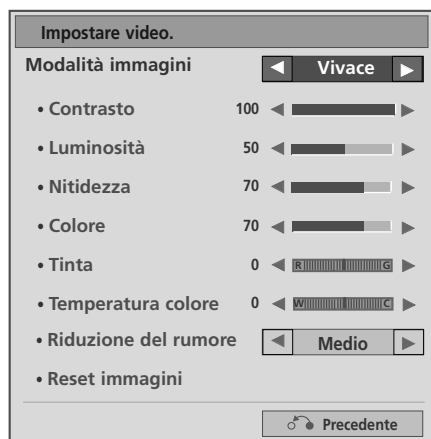 Impostare video.
Modalità immagini ◄ Vivace ►
• Contrasto 100
• Luminosità 50
• Nitidezza 70
• Colore 70
• Tinta 0 R G
• Temperatura colore 0 W C
• Riduzione del rumore ◄ Medio ►
• Reset immagini
Precedente